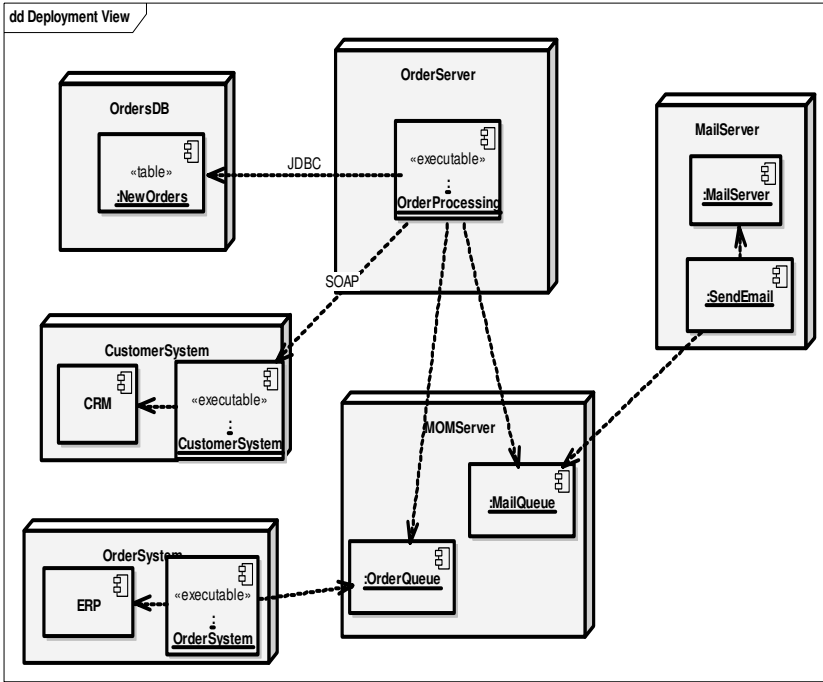 dd Deployment View
OrderServer
OrdersDB
MailServer
«table»
:NewOrders
JDBC
«executable»
:
OrderProcessing
:MailServer
:SendEmail
SOAP
CustomerSystem
CRM
«executable»
:
CustomerSystem
MOMServer
:MailQueue
OrderSystem
ERP
«executable»
:
OrderSystem
:OrderQueue